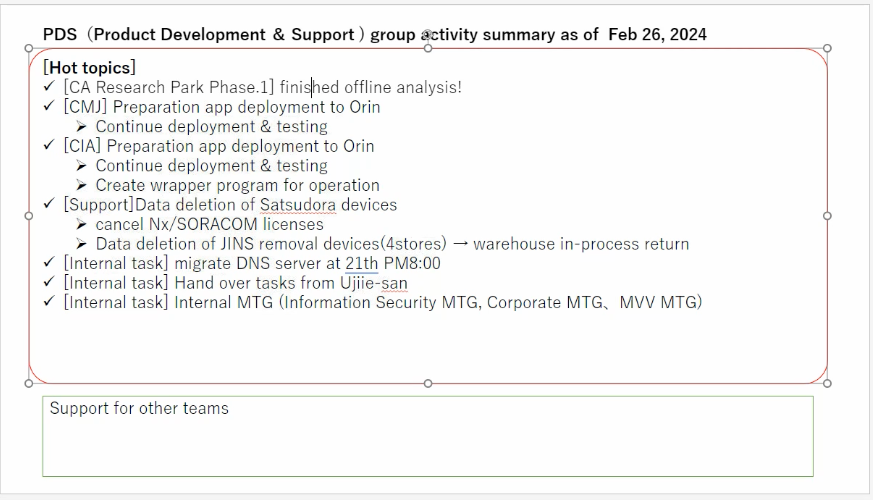 PDS（Product Development & Support）group activity summary as of Feb 26, 2024
[Hot topics]
✓ [CA Research Park Phase.1] finished offline analysis!
✓ [CMJ] Preparation app deployment to Orin
➢ Continue deployment & testing
✓ [CIA] Preparation app deployment to Orin
➢ Continue deployment & testing
➢ Create wrapper program for operation
✓ [Support]Data deletion of Satsudora devices
➢ cancel Nx/SORACOM licenses
➢ Data deletion of JINS removal devices(4stores) → warehouse in-process return
✓ [Internal task] migrate DNS server at 21th PM8:00
✓ [Internal task] Hand over tasks from Ujiie-san
✓ [Internal task] Internal MTG (Information Security MTG, Corporate MTG、MVV MTG)
Support for other teams